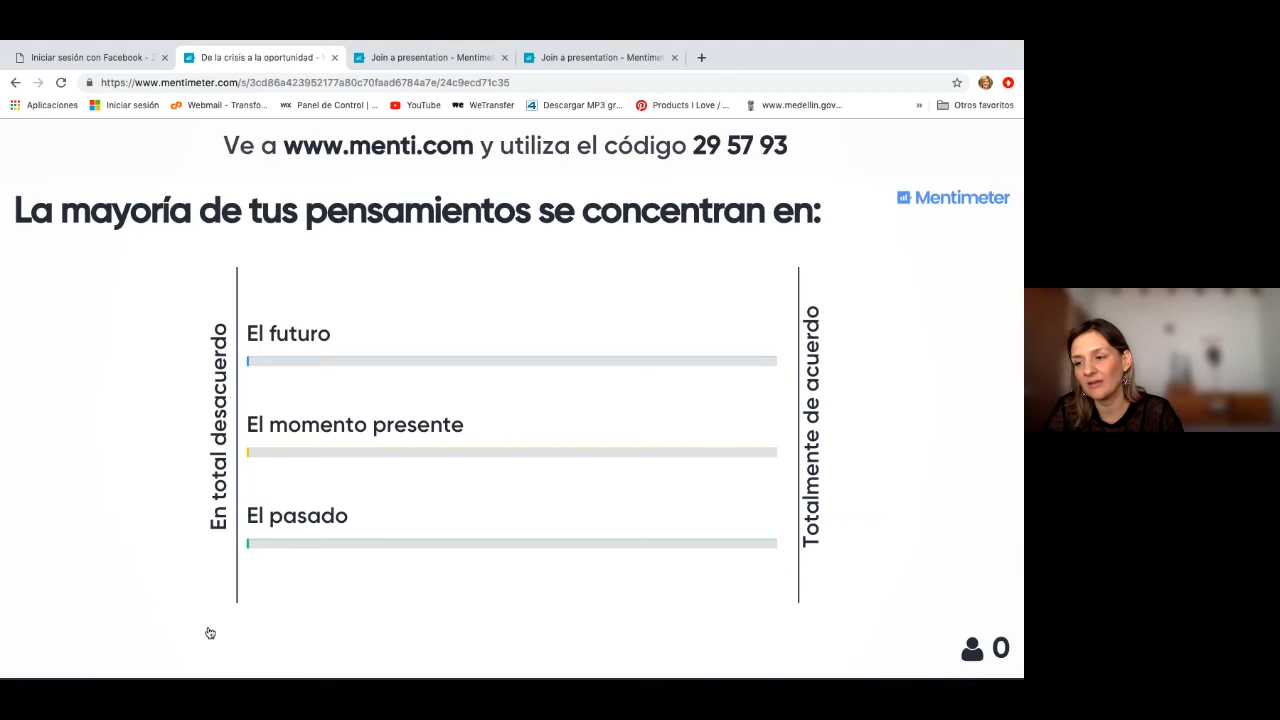 Iniciar sesión con Facebook - Z
De la crisis a la oportunidad -
Join a presentation - Mentimet
Join a presentation - Mentimet
https://www.mentimeter.com/s/3cd86a423952177a80c70faad6784a7e/24c9ecd71c35
Aplicaciones
Iniciar sesión
Webmail - Transfo...
Panel de Control |...
YouTube
WeTransfer
Descargar MP3 gr...
Products I Love /...
www.medellin.gov...
»
Otros favoritos
Ve a www.menti.com y utiliza el código 29 57 93
La mayoría de tus pensamientos se concentran en:
Mentimeter
En total desacuerdo
El futuro
El momento presente
El pasado
Totalmente de acuerdo
0